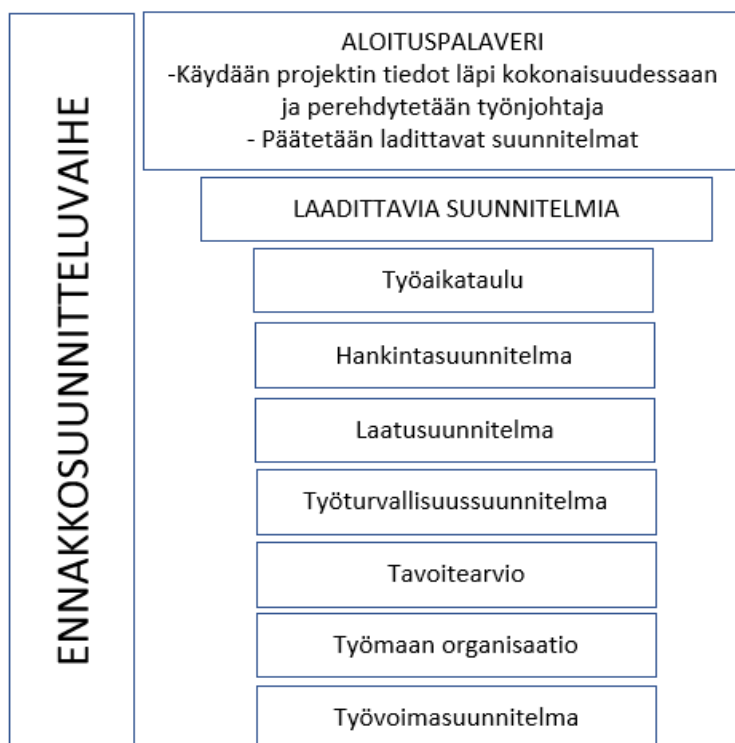 ENNAKKOSUUNNITTELUVAIHE
ALOITUSPALAVERI
-Käydään projektin tiedot läpi kokonaisuudessaan
ja perehdytetään työnjohtaja
- Päätetään ladittavat suunnitelmat
LAADITTAVIA SUUNNITELMIA
Työaikataulu
Hankintasuunnitelma
Laatusuunnitelma
Työturvallisuussuunnitelma
Tavoitearvio
Työmaan organisaatio
Työvoimasuunnitelma